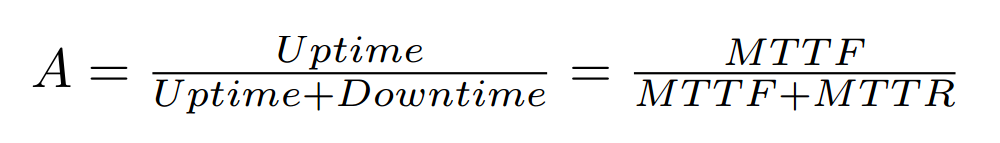 A = Uptime / Uptime+Downtime = MTTF / MTTF+MTTR